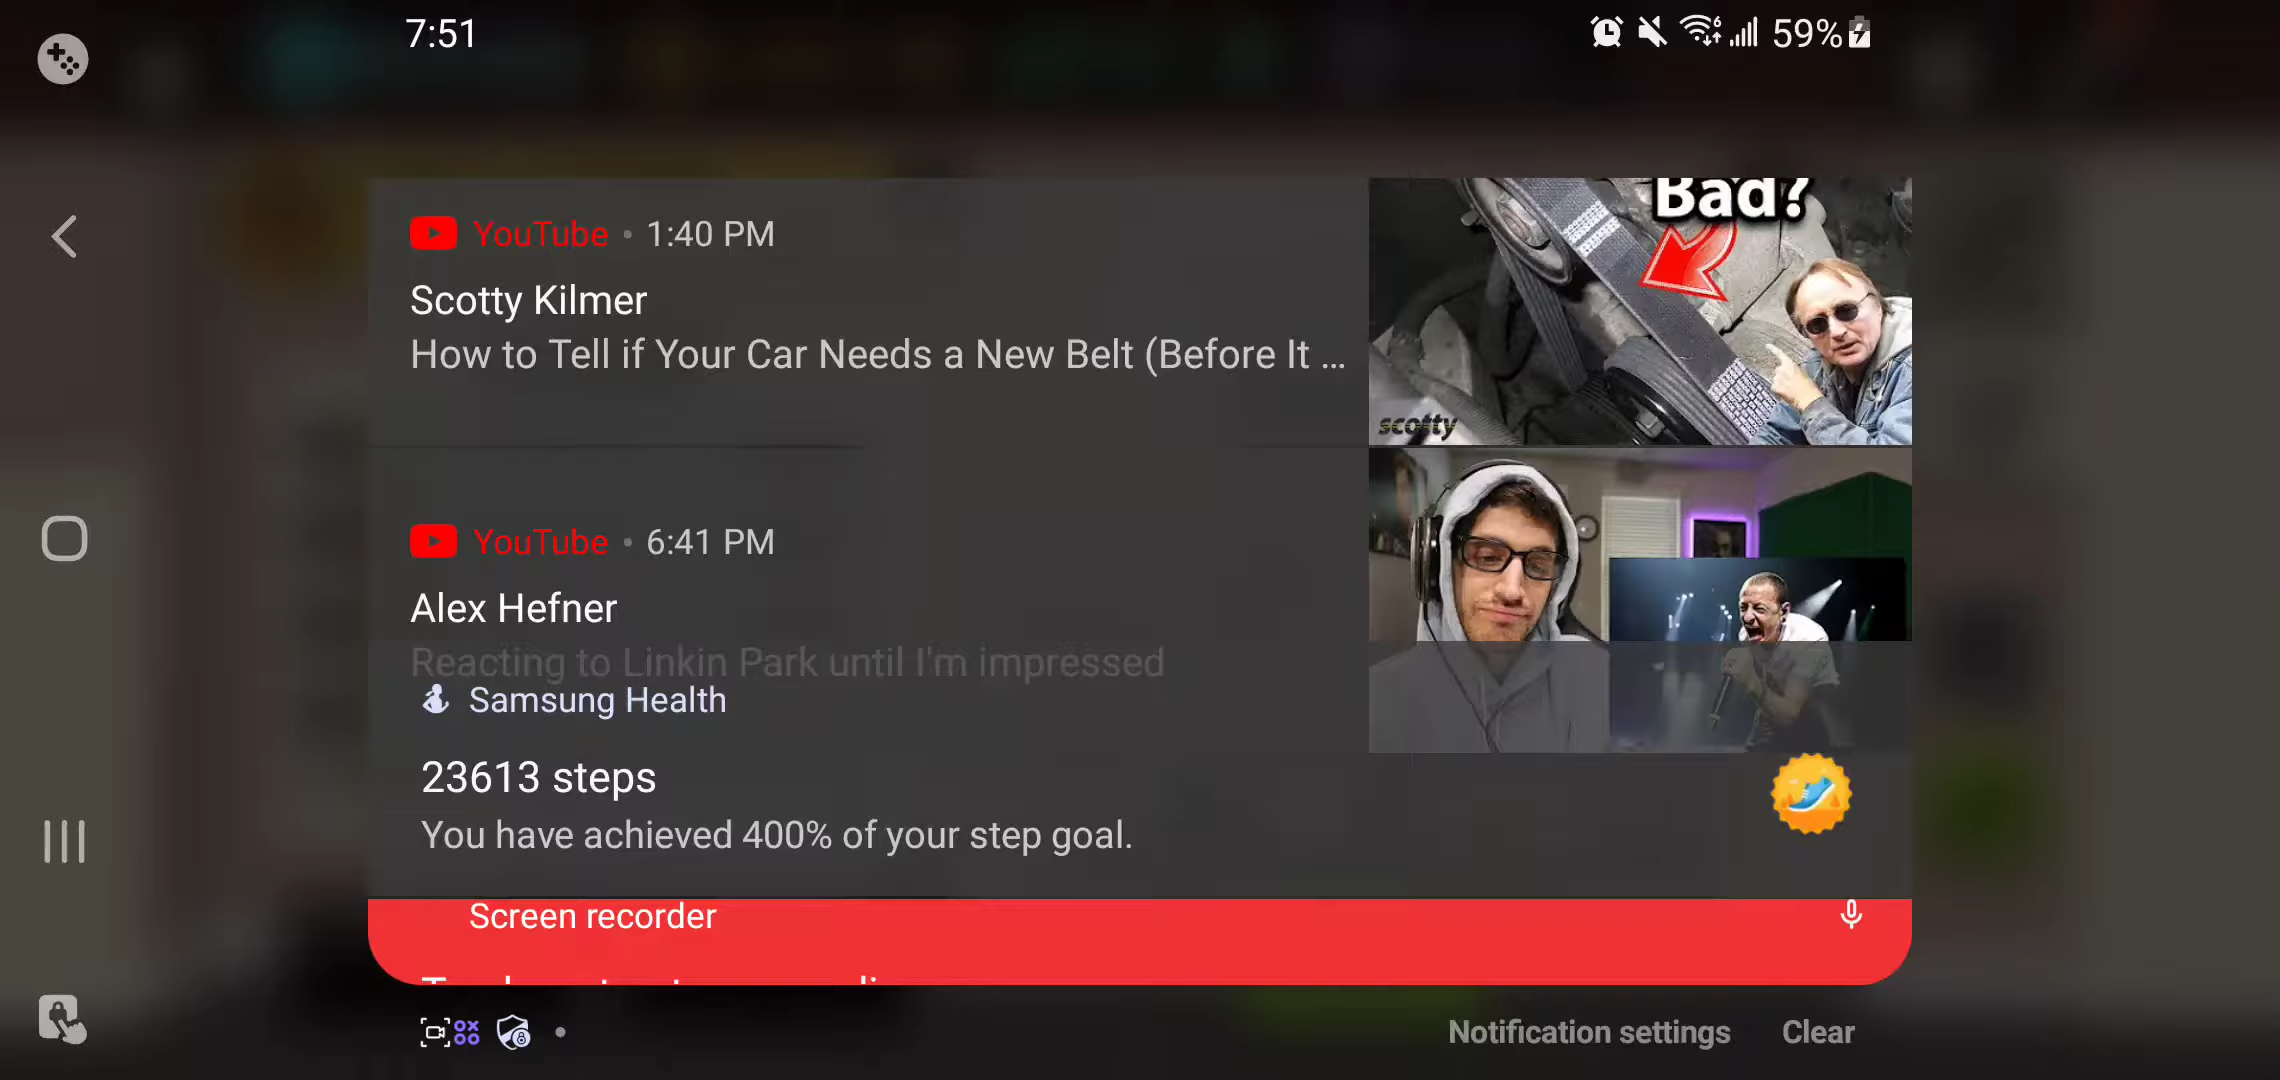 7:51
59%
YouTube • 1:40 PM
Scotty Kilmer
How to Tell if Your Car Needs a New Belt (Before It ...
Bad?
scotty
YouTube • 6:41 PM
Alex Hefner
Reacting to Linkin Park until I'm impressed
Samsung Health
23613 steps
You have achieved 400% of your step goal.
Screen recorder
Notification settings
Clear